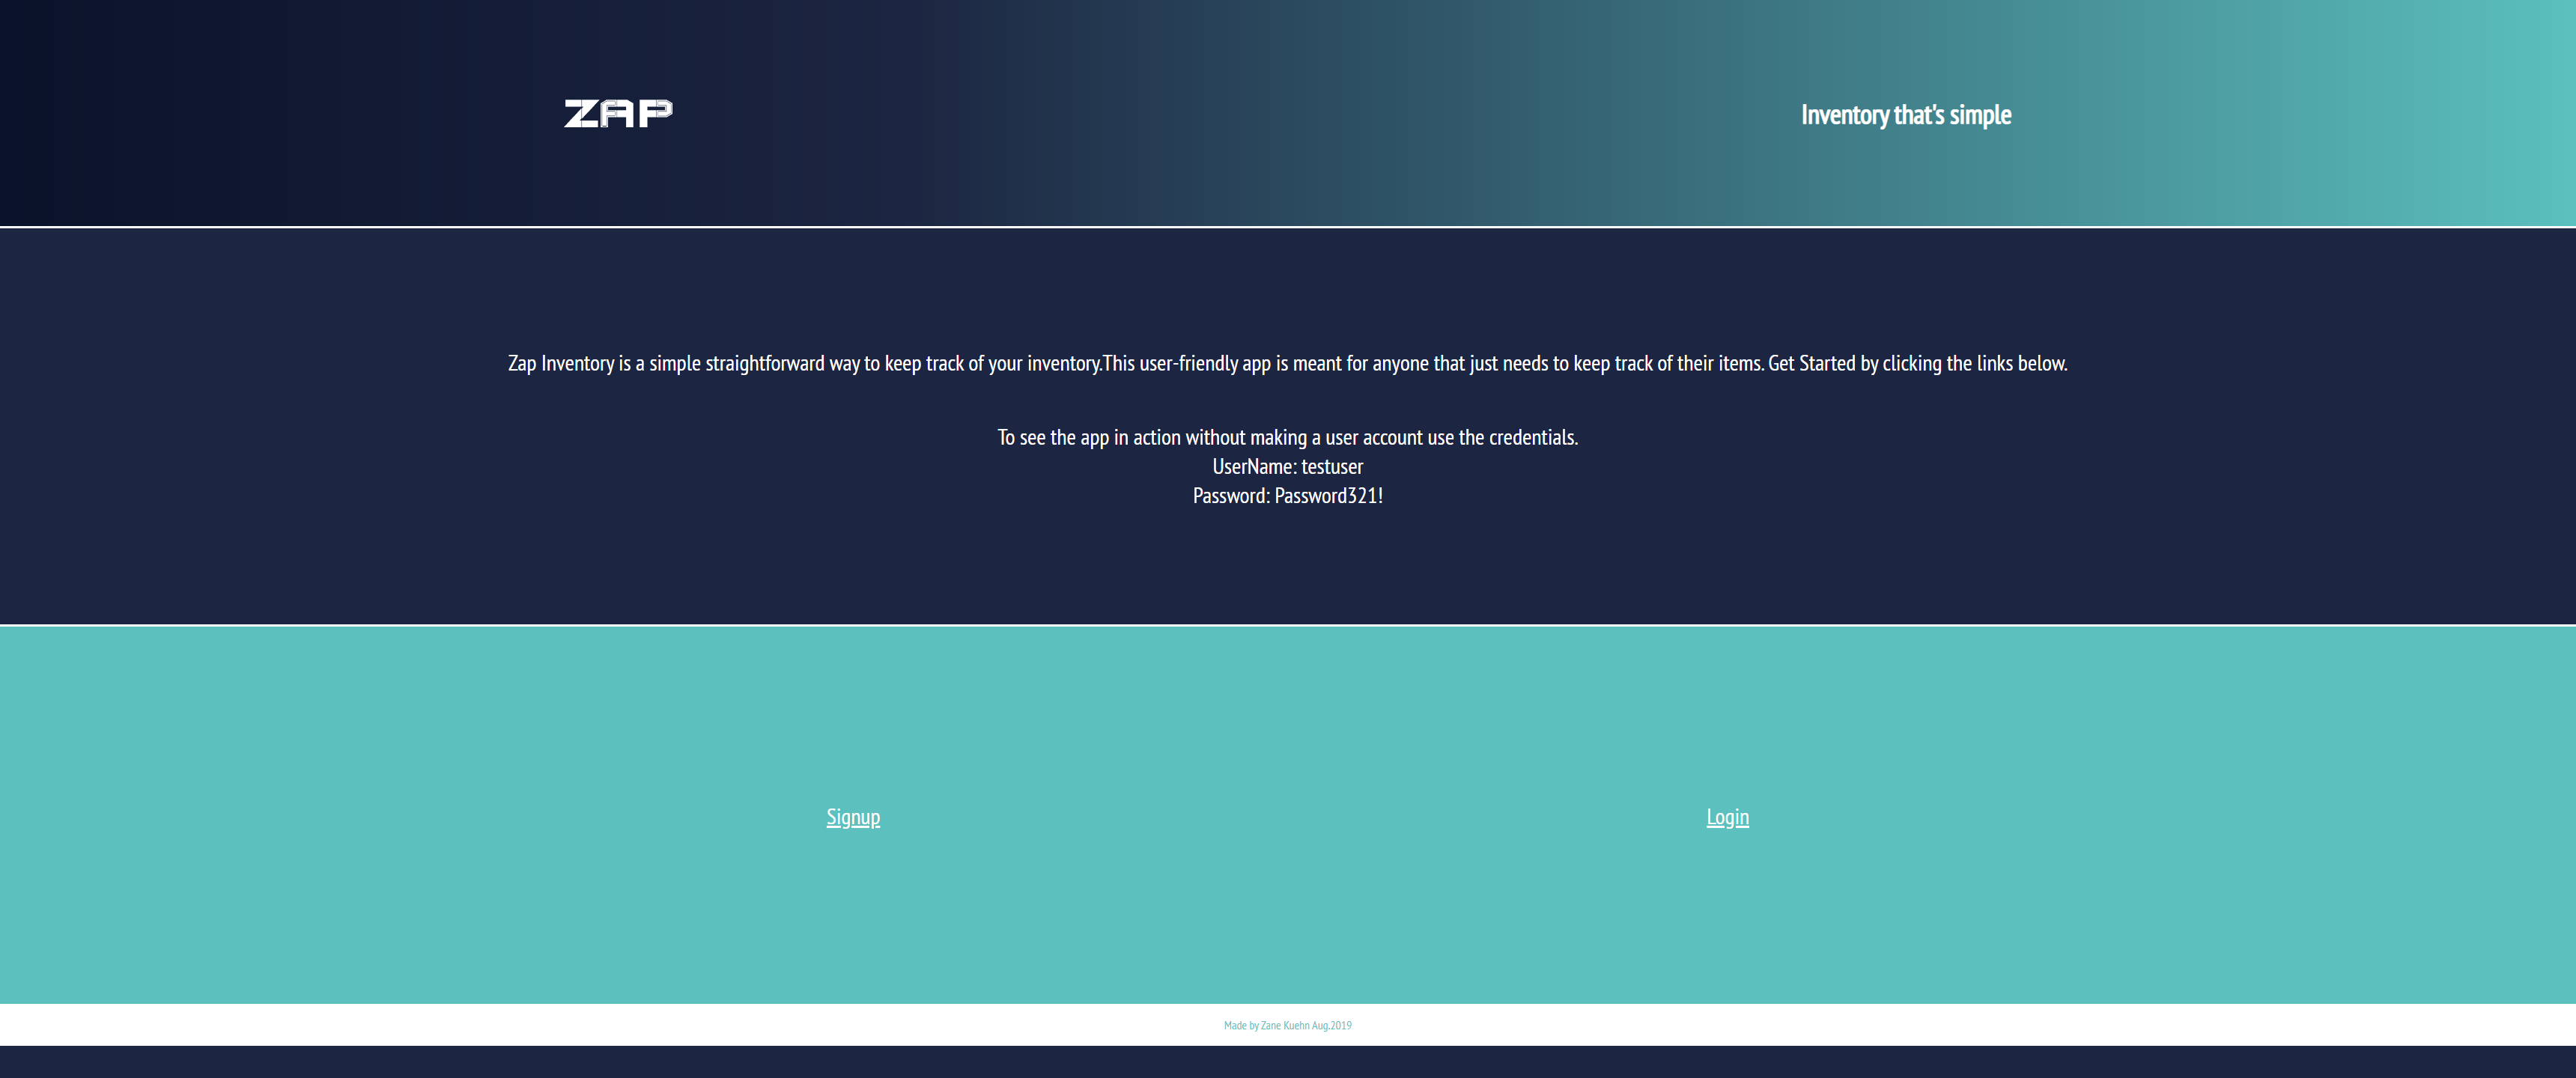 ZAP
Inventory that's simple
Zap Inventory is a simple straightforward way to keep track of your inventory.This user-friendly app is meant for anyone that just needs to keep track of their items. Get Started by clicking the links below.
To see the app in action without making a user account use the credentials.
UserName: testuser
Password: Password321!
Signup
Login
Made by Zane Kuehn Aug.2019